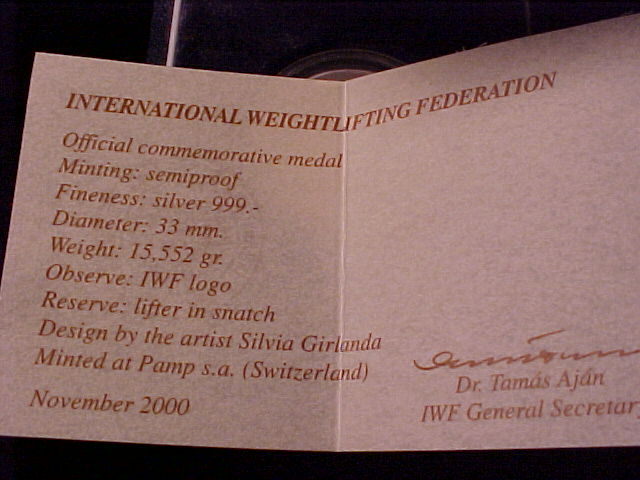 INTERNATIONAL WEIGHTLIFTING FEDERATION
Official commemorative medal
Minting: semiproof
Fineness: silver 999.-
Diameter: 33 mm.
Weight: 15,552 gr.
Observe: IWF logo
Reserve: lifter in snatch
Design by the artist Silvia Girlanda
Minted at Pamp s.a. (Switzerland)
November 2000
Dr. Tamás Aján
IWF General Secretary